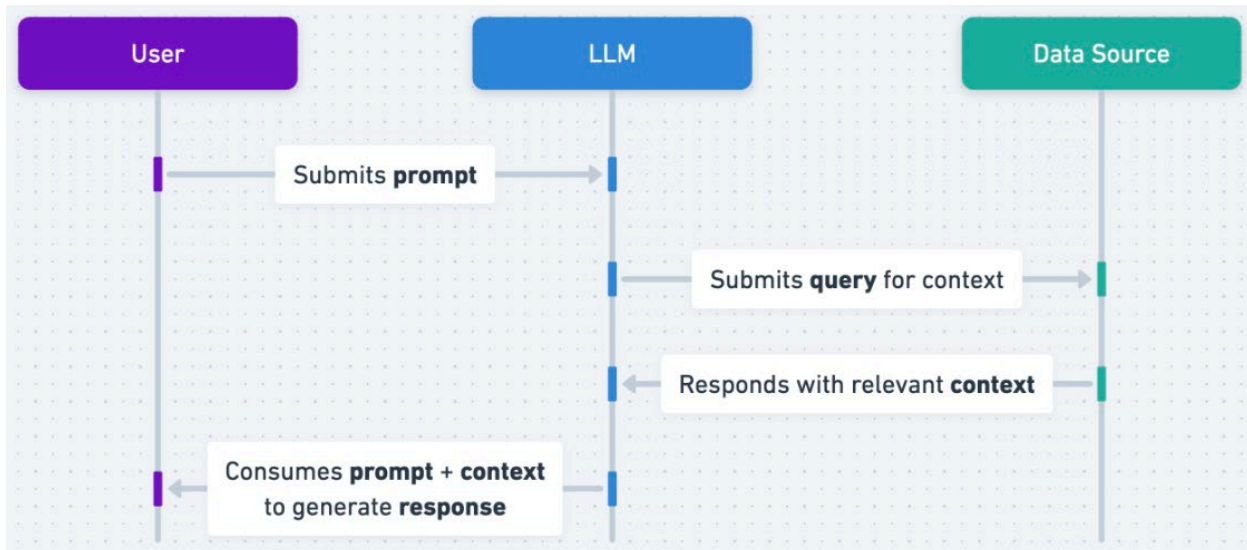 User
LLM
Data Source
Submits prompt
Submits query for context
Responds with relevant context
Consumes prompt + context
to generate response